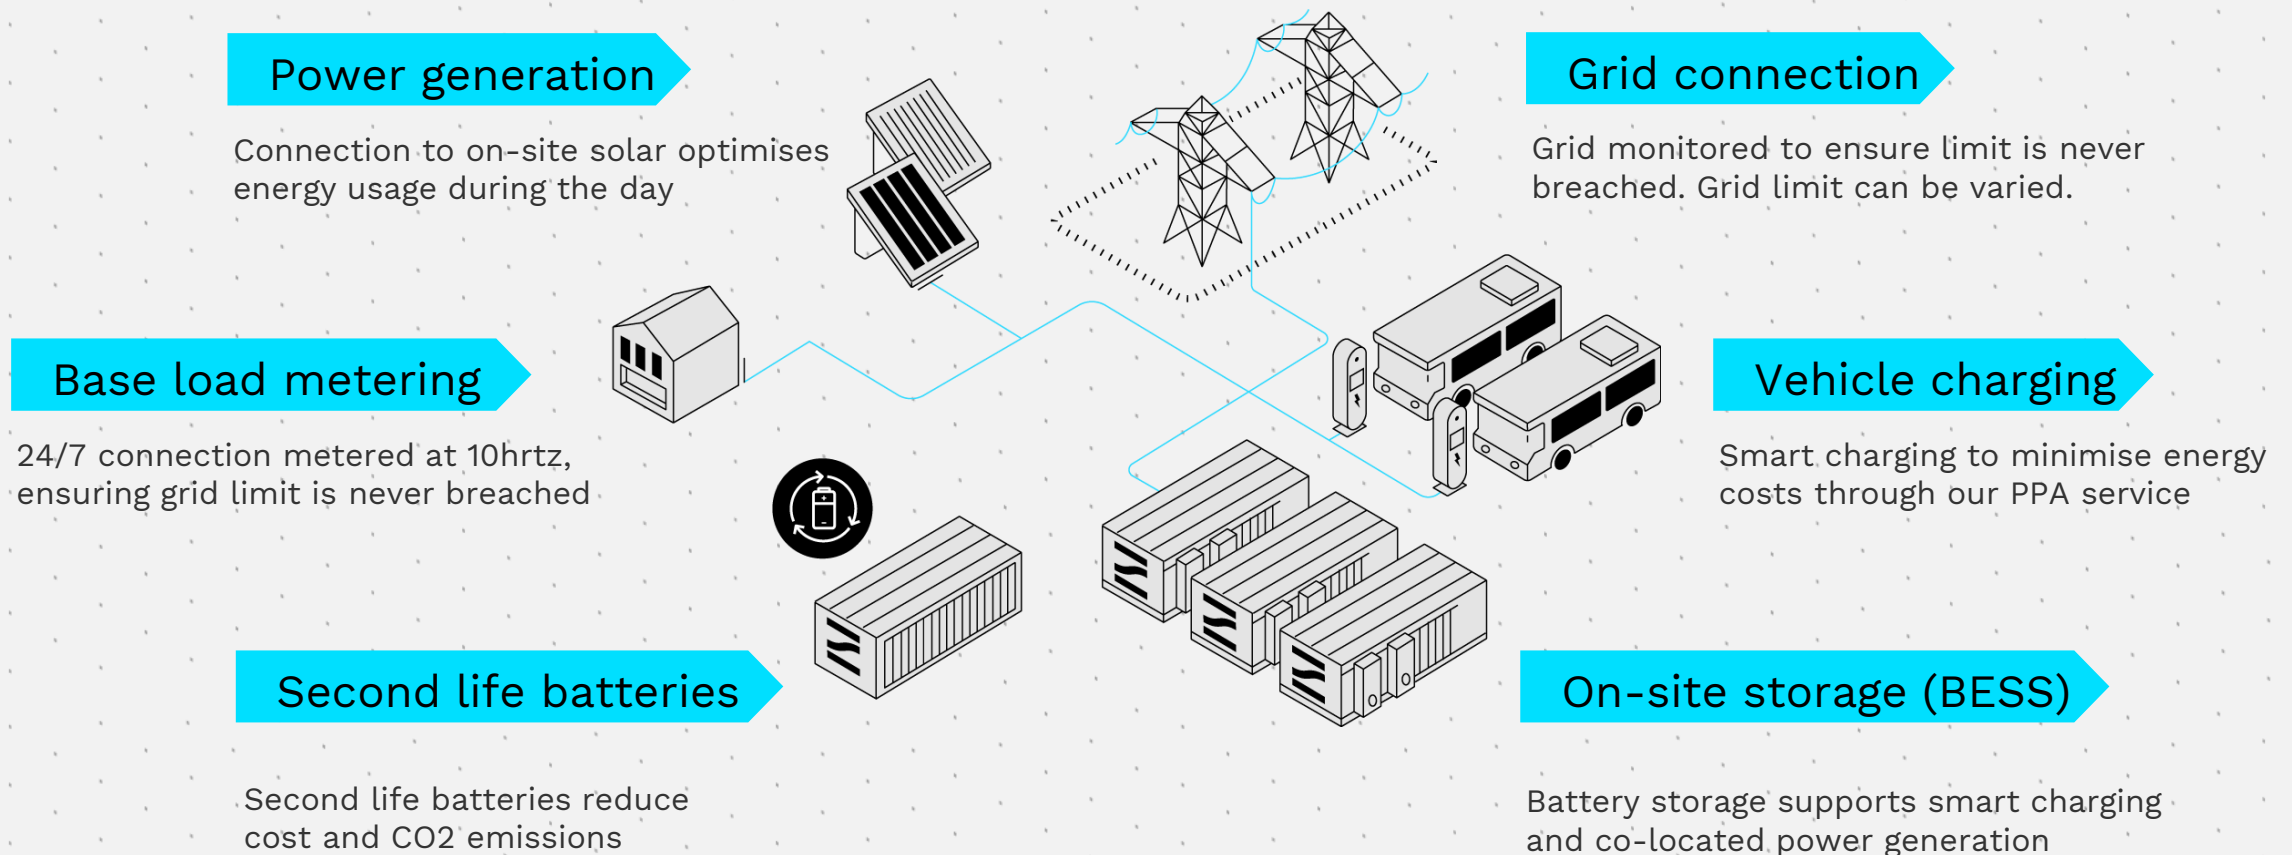 Power generation
Connection to on-site solar optimises
energy usage during the day
Grid connection
Grid monitored to ensure limit is never
breached. Grid limit can be varied.
Base load metering
24/7 connection metered at 10hrtz,
ensuring grid limit is never breached
Vehicle charging
Smart charging to minimise energy
costs through our PPA service
Second life batteries
Second life batteries reduce
cost and CO2 emissions
On-site storage (BESS)
Battery storage supports smart charging
and co-located power generation